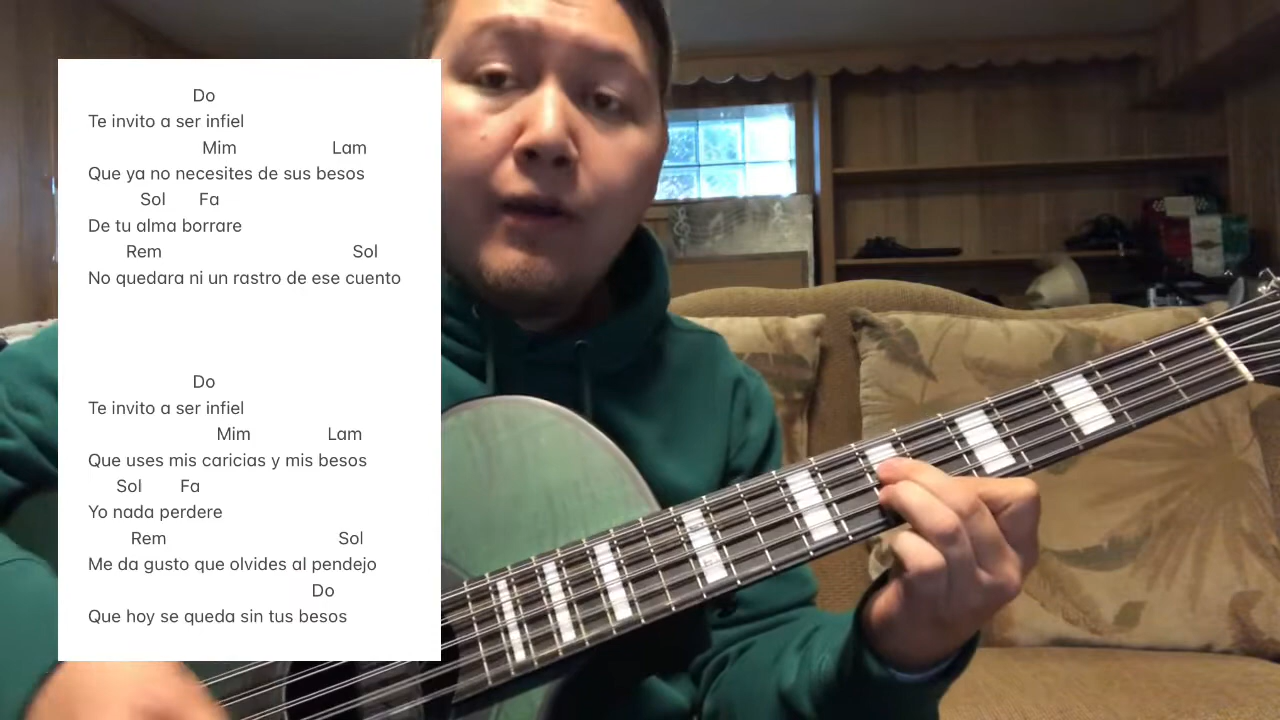 Do
Te invito a ser infiel
Mim Lam
Que ya no necesites de sus besos
Sol Fa
De tu alma borrare
Rem Sol
No quedara ni un rastro de ese cuento
Do
Te invito a ser infiel
Mim Lam
Que uses mis caricias y mis besos
Sol Fa
Yo nada perdere
Rem Sol
Me da gusto que olvides al pendejo
Do
Que hoy se queda sin tus besos